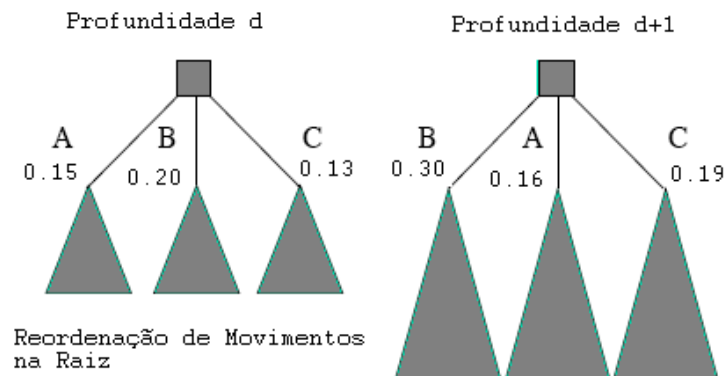 Profundidade d
Profundidade d+1
A
B
C
0.15
0.20
0.13
B
A
C
0.30
0.16
0.19
Reordenação de Movimentos
na Raiz